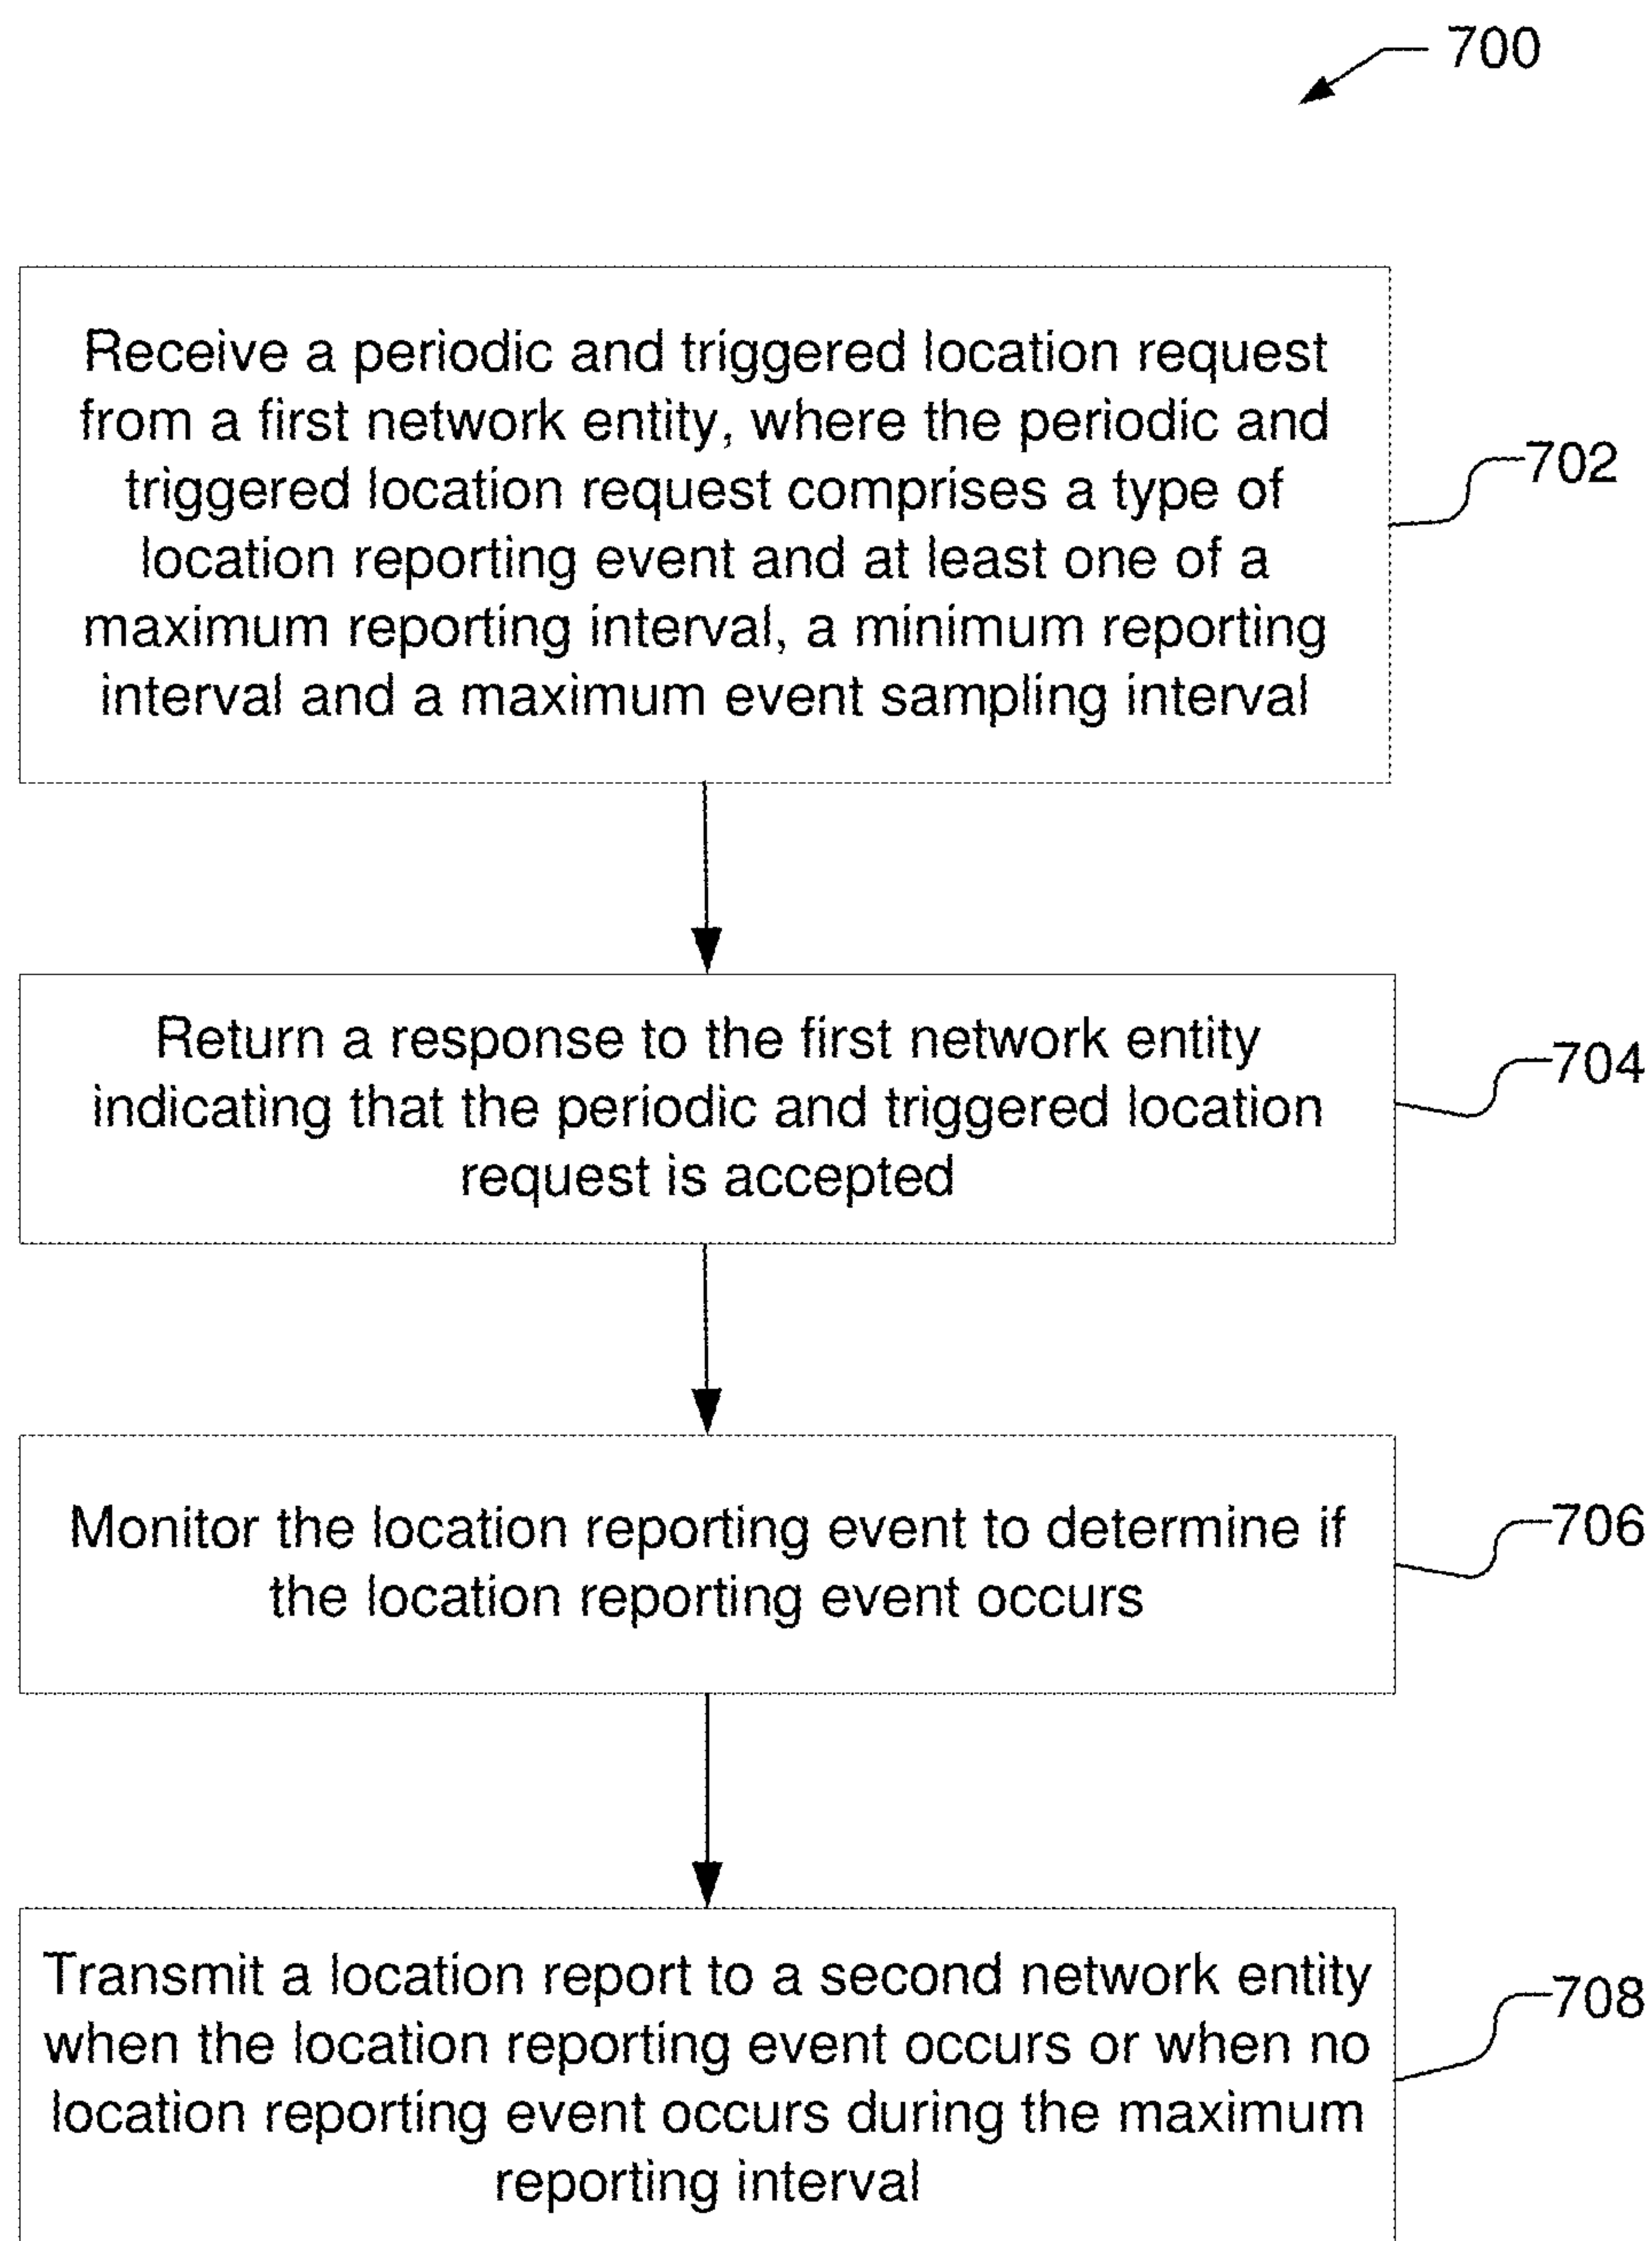 700
Receive a periodic and triggered location request
from a first network entity, where the periodic and
triggered location request comprises a type of
location reporting event and at least one of a
maximum reporting interval, a minimum reporting
interval and a maximum event sampling interval
702
Return a response to the first network entity
indicating that the periodic and triggered location
request is accepted
704
Monitor the location reporting event to determine if
the location reporting event occurs
706
Transmit a location report to a second network entity
when the location reporting event occurs or when no
location reporting event occurs during the maximum
reporting interval
708